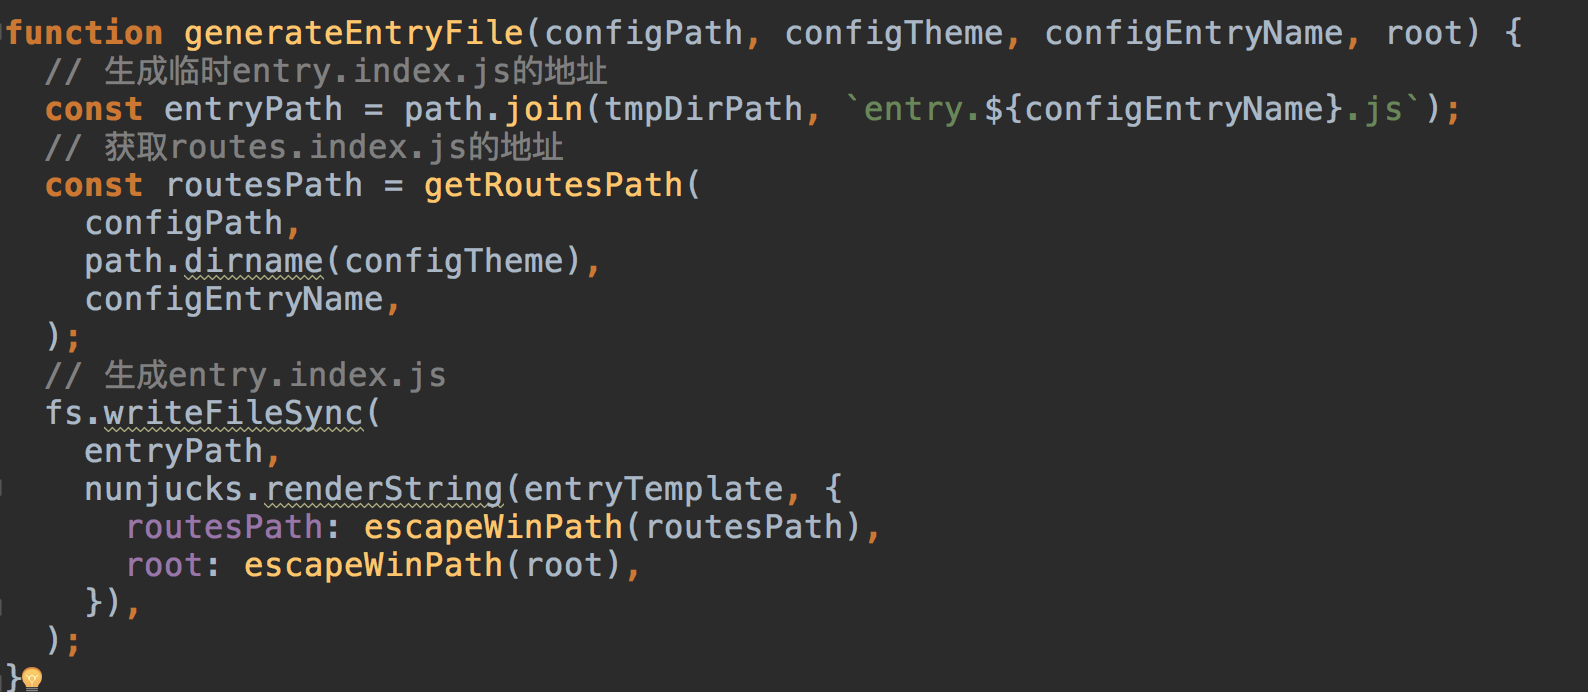 function generateEntryFile(configPath, configTheme, configEntryName, root) {
  // 生成临时entry.index.js的地址
  const entryPath = path.join(tmpDirPath, `entry.${configEntryName}.js`);
  // 获取routes.index.js的地址
  const routesPath = getRoutesPath(
    configPath,
    path.dirname(configTheme),
    configEntryName,
  );
  // 生成entry.index.js
  fs.writeFileSync(
    entryPath,
    nunjucks.renderString(entryTemplate, {
      routesPath: escapeWinPath(routesPath),
      root: escapeWinPath(root),
    }),
  );
}